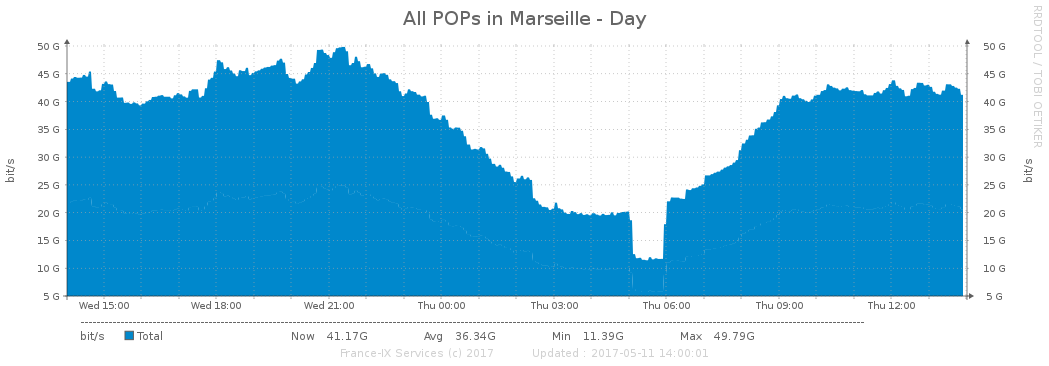 All POPs in Marseille - Day
RRDTOOL / TOBI OETIKER
50 G 50 G
45 G 45 G
40 G 40 G
35 G 35 G
30 G 30 G
25 G 25 G
20 G 20 G
15 G 15 G
10 G 10 G
5 G 5 G
bit/s bit/s
Wed 15:00 Wed 18:00 Wed 21:00 Thu 00:00 Thu 03:00 Thu 06:00 Thu 09:00 Thu 12:00
bit/s Total Now 41.17G Avg 36.34G Min 11.39G Max 49.79G
France-IX Services (c) 2017 Updated : 2017-05-11 14:00:01